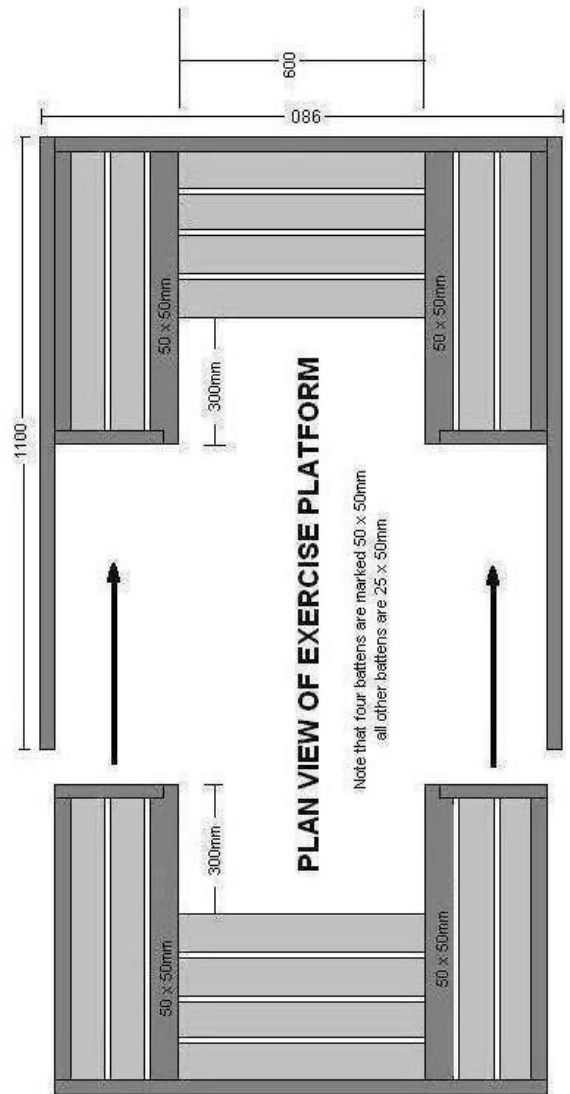 1100
600
980
50 x 50mm
50 x 50mm
300mm
300mm
PLAN VIEW OF EXERCISE PLATFORM
Note that four battens are marked 50 x 50mm
all other battens are 25 x 50mm
50 x 50mm
50 x 50mm